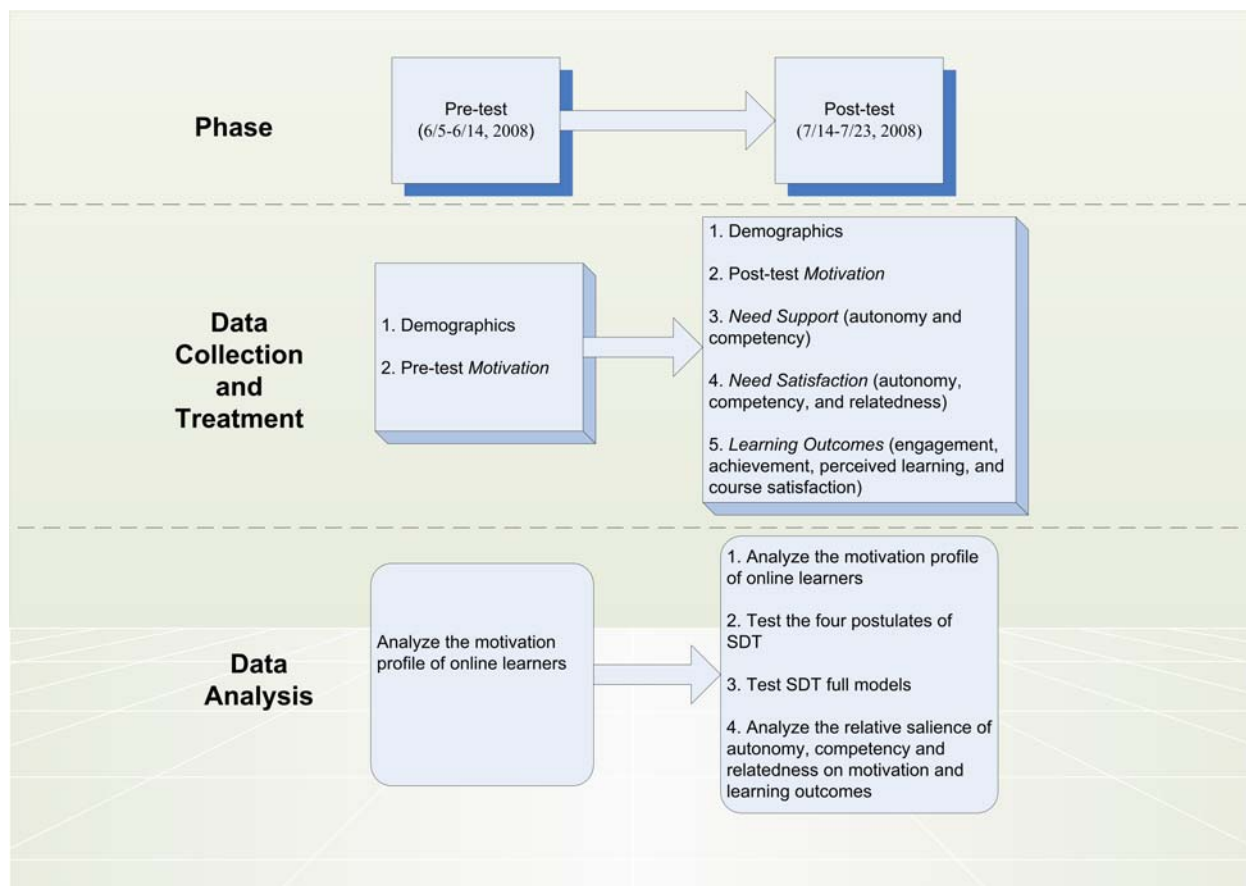 Phase
Pre-test
(6/5-6/14, 2008)
Post-test
(7/14-7/23, 2008)
Data
Collection
and
Treatment
1. Demographics
2. Pre-test Motivation
1. Demographics
2. Post-test Motivation
3. Need Support (autonomy and
competency)
4. Need Satisfaction (autonomy,
competency, and relatedness)
5. Learning Outcomes (engagement,
achievement, perceived learning, and
course satisfaction)
Data
Analysis
Analyze the motivation
profile of online learners
1. Analyze the motivation profile
of online learners
2. Test the four postulates of
SDT
3. Test SDT full models
4. Analyze the relative salience of
autonomy, competency and
relatedness on motivation and
learning outcomes